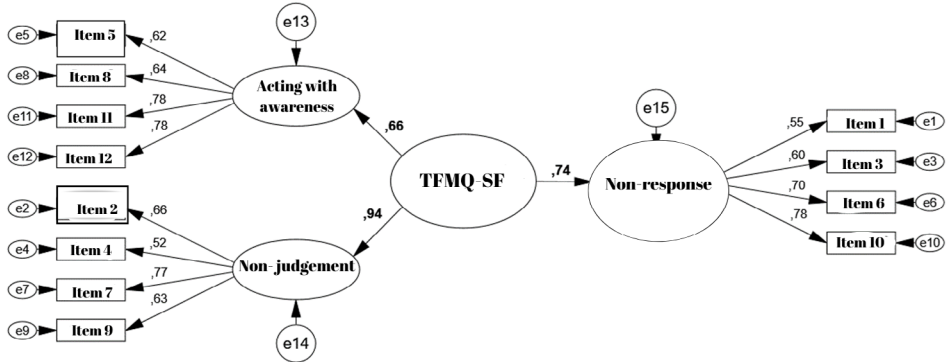 e13
e5 Item 5 ,62
e8 Item 8 ,64
Acting with
awareness
e11 Item 11 ,78
e12 Item 12 ,78
,66
e15
Item 1 e1 ,55
Item 3 e3 ,60
TFMQ-SF
,74
Non-response
Item 6 e6 ,70
Item 10 e10 ,78
e2 Item 2 ,66
,94
e4 Item 4 ,52
Non-judgement
e7 Item 7 ,77
e9 Item 9 ,63
e14